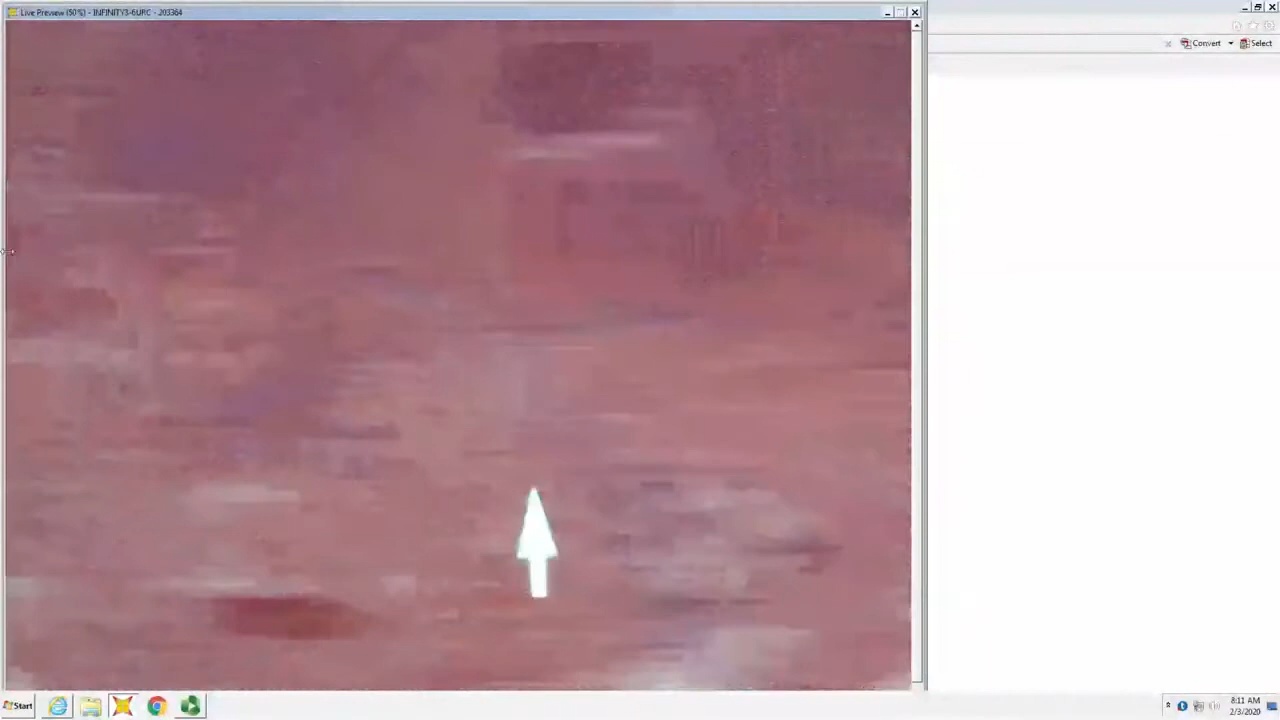 Live Preview (50%) - INFINITY3-6URC - 203364
Convert
Select
Start
8:11 AM
2/3/2020